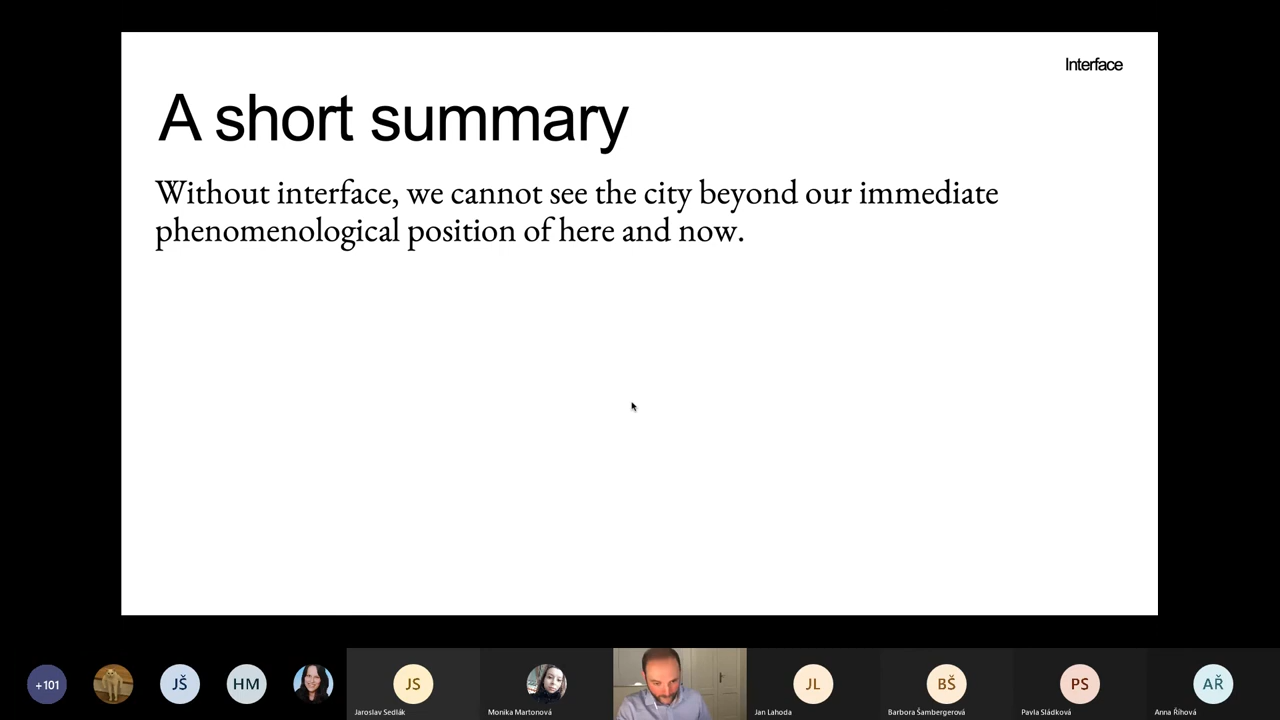 Interface
A short summary
Without interface, we cannot see the city beyond our immediate
phenomenological position of here and now.
+101
JŠ
HM
JS
JL
BŠ
PS
AŘ
Jaroslav Sedlák
Monika Martonová
Jan Lahoda
Barbora Šambergerová
Pavla Sládková
Anna Říhová